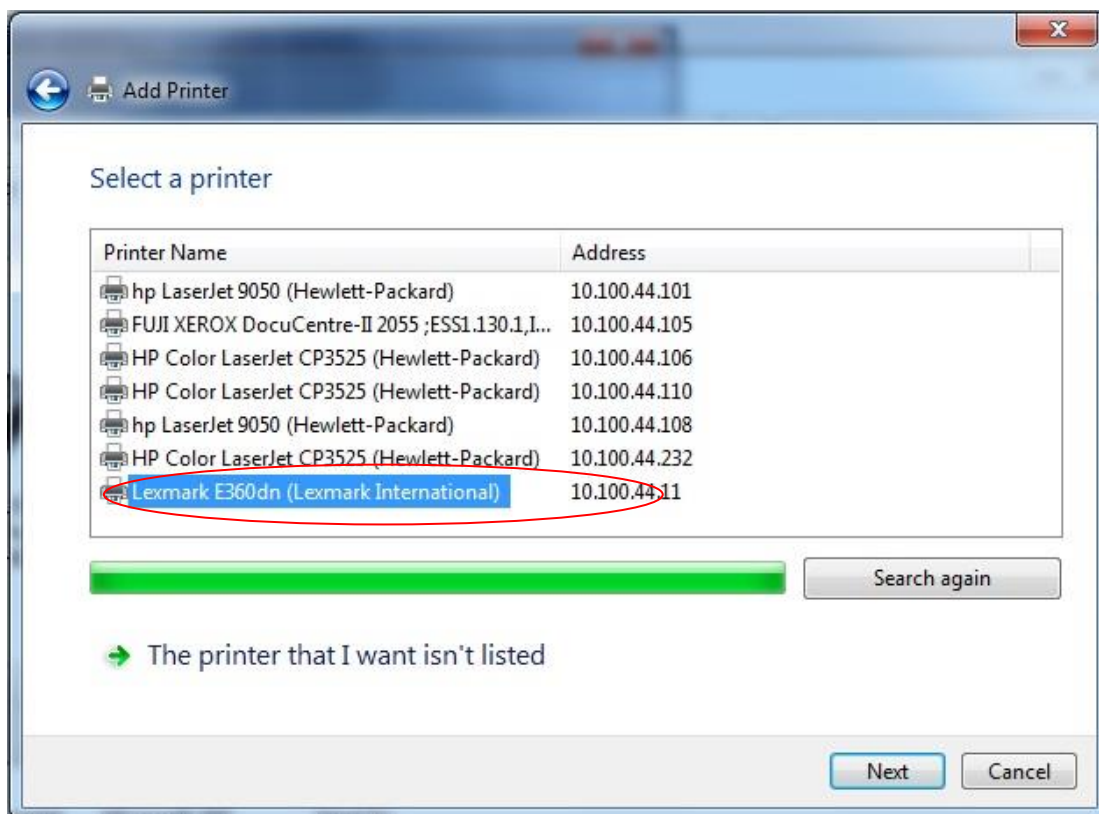 Add Printer
Select a printer
Printer Name Address
hp LaserJet 9050 (Hewlett-Packard) 10.100.44.101
FUJI XEROX DocuCentre-II 2055 ;ESS1.130.1,I... 10.100.44.105
HP Color LaserJet CP3525 (Hewlett-Packard) 10.100.44.106
HP Color LaserJet CP3525 (Hewlett-Packard) 10.100.44.110
hp LaserJet 9050 (Hewlett-Packard) 10.100.44.108
HP Color LaserJet CP3525 (Hewlett-Packard) 10.100.44.232
Lexmark E360dn (Lexmark International) 10.100.44.11
Search again
The printer that I want isn't listed
Next Cancel